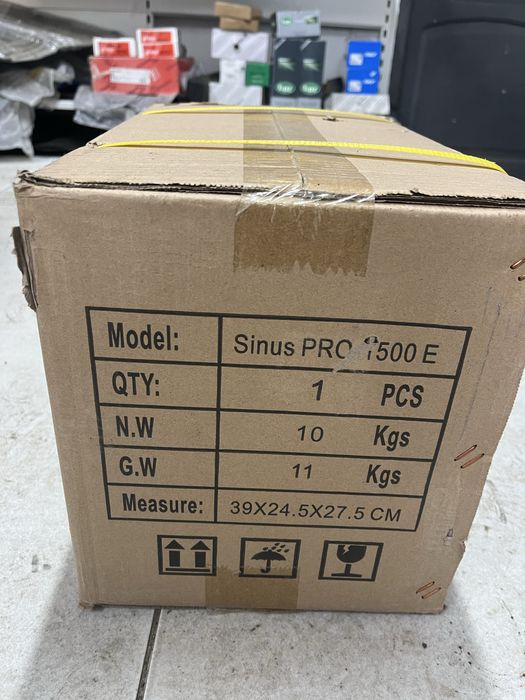 Model: Sinus PRO 1500 E
QTY: 1 PCS
N.W 10 Kgs
G.W 11 Kgs
Measure: 39X24.5X27.5 CM